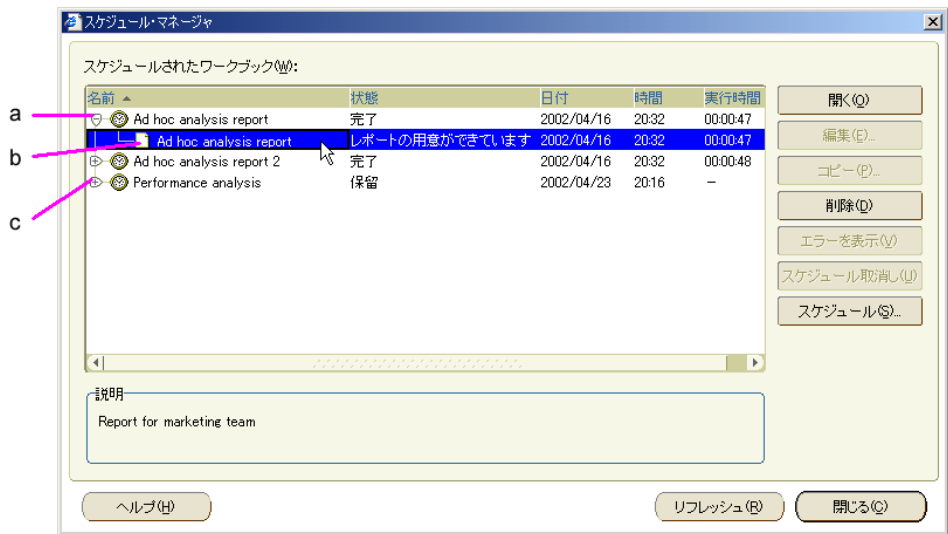 スケジュール・マネージャ
スケジュールされたワークブック(W):
名前 状態 日付 時間 実行時間
a
Ad hoc analysis report 完了 2002/04/16 20:32 00:00:47
b
Ad hoc analysis report レポートの用意ができています 2002/04/16 20:32 00:00:47
Ad hoc analysis report 2 完了 2002/04/16 20:32 00:00:48
c
Performance analysis 保留 2002/04/23 20:16 –
開く(O)
編集(E)...
コピー(P)...
削除(D)
エラーを表示(V)
スケジュール取消し(U)
スケジュール(S)...
説明
Report for marketing team
ヘルプ(H)
リフレッシュ(R)
閉じる(C)